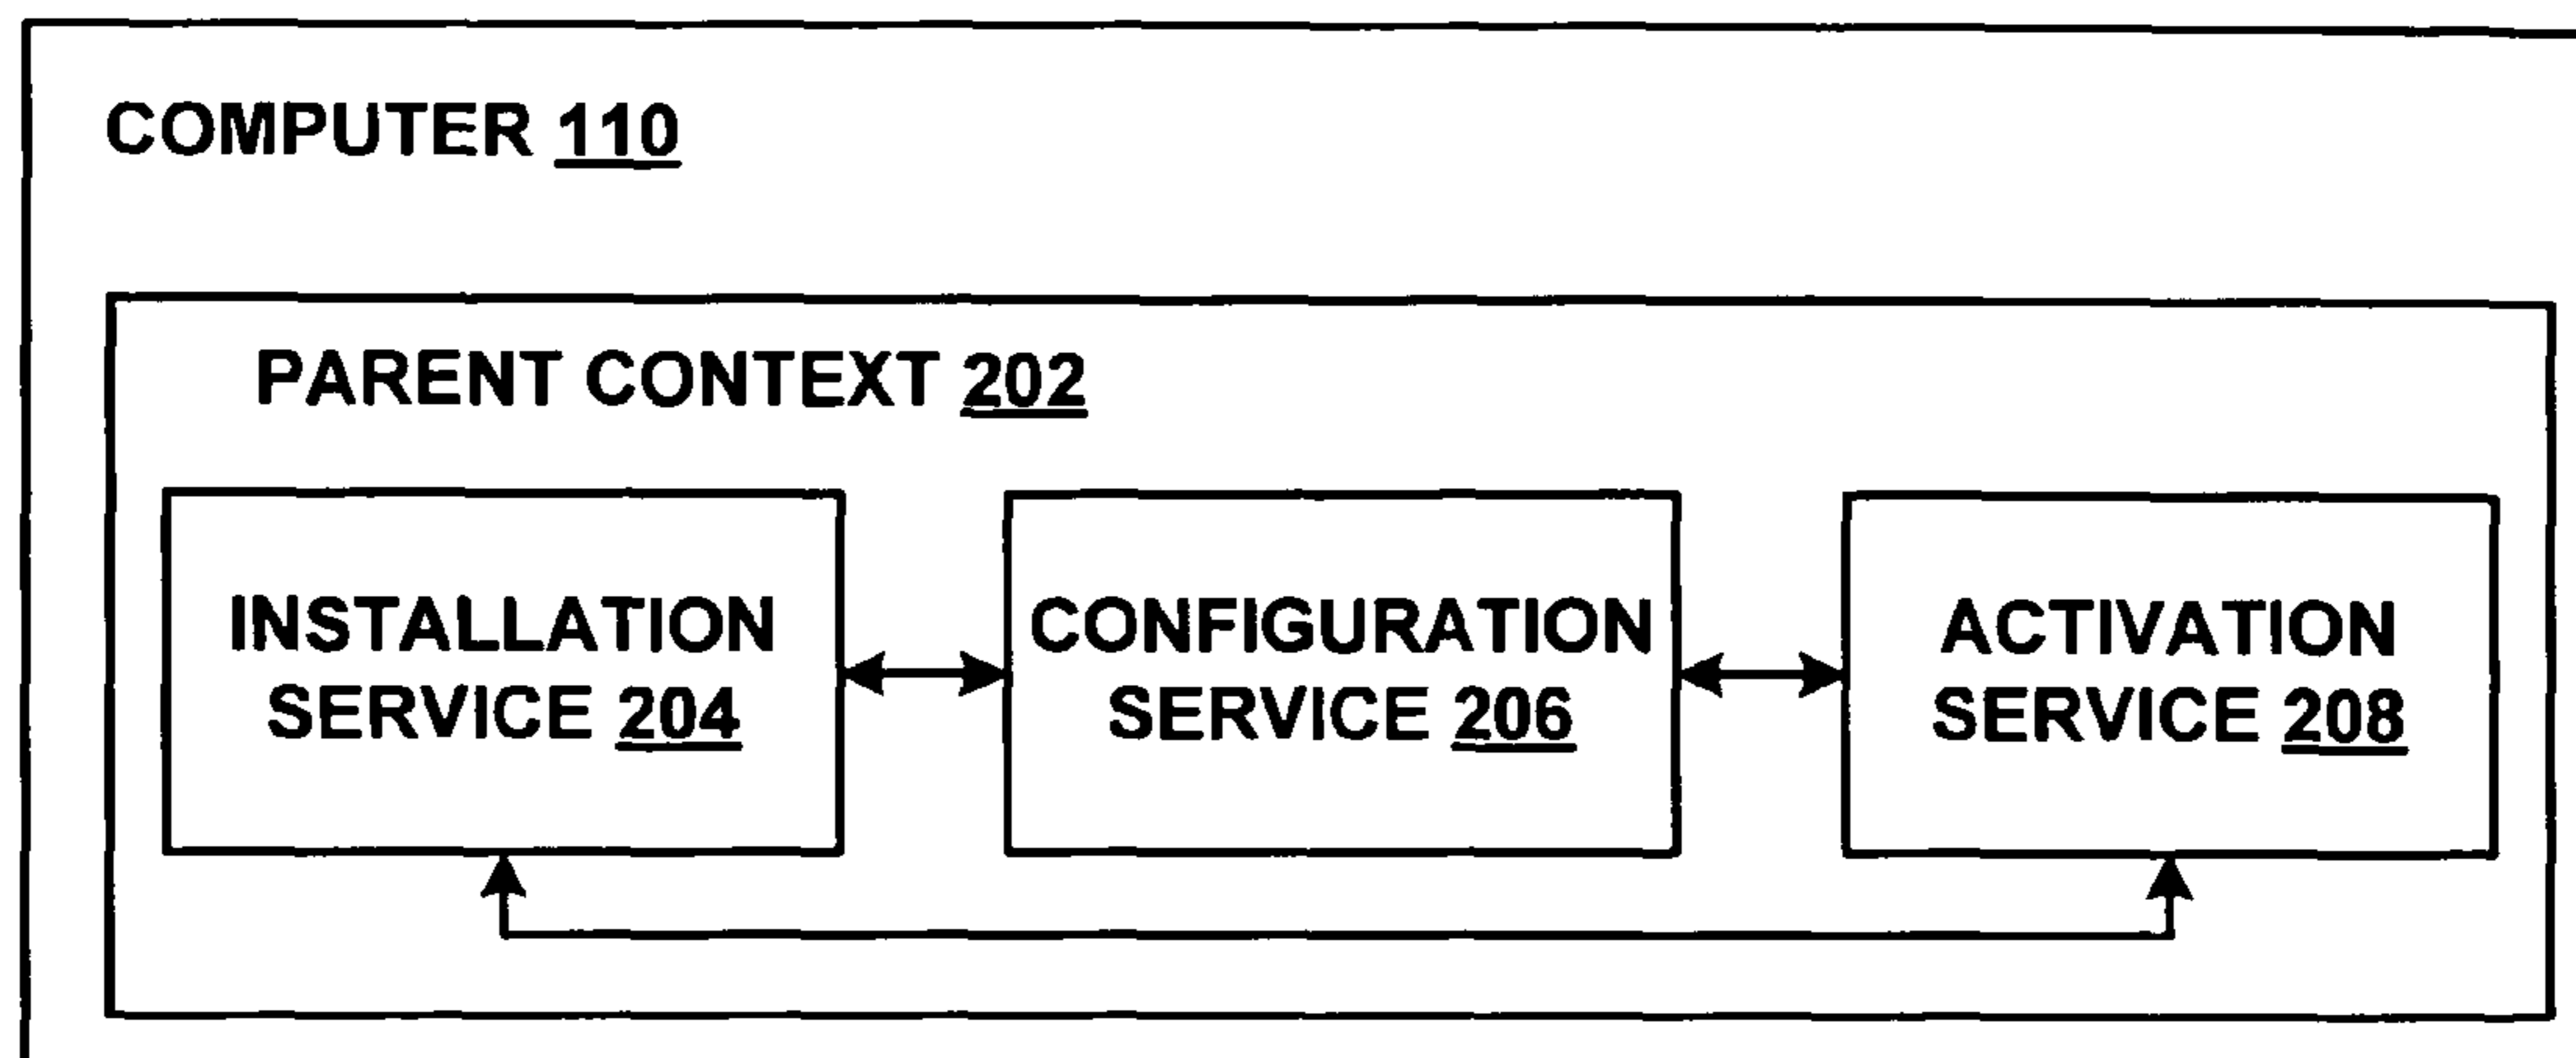 COMPUTER 110
PARENT CONTEXT 202
INSTALLATION
SERVICE 204
CONFIGURATION
SERVICE 206
ACTIVATION
SERVICE 208